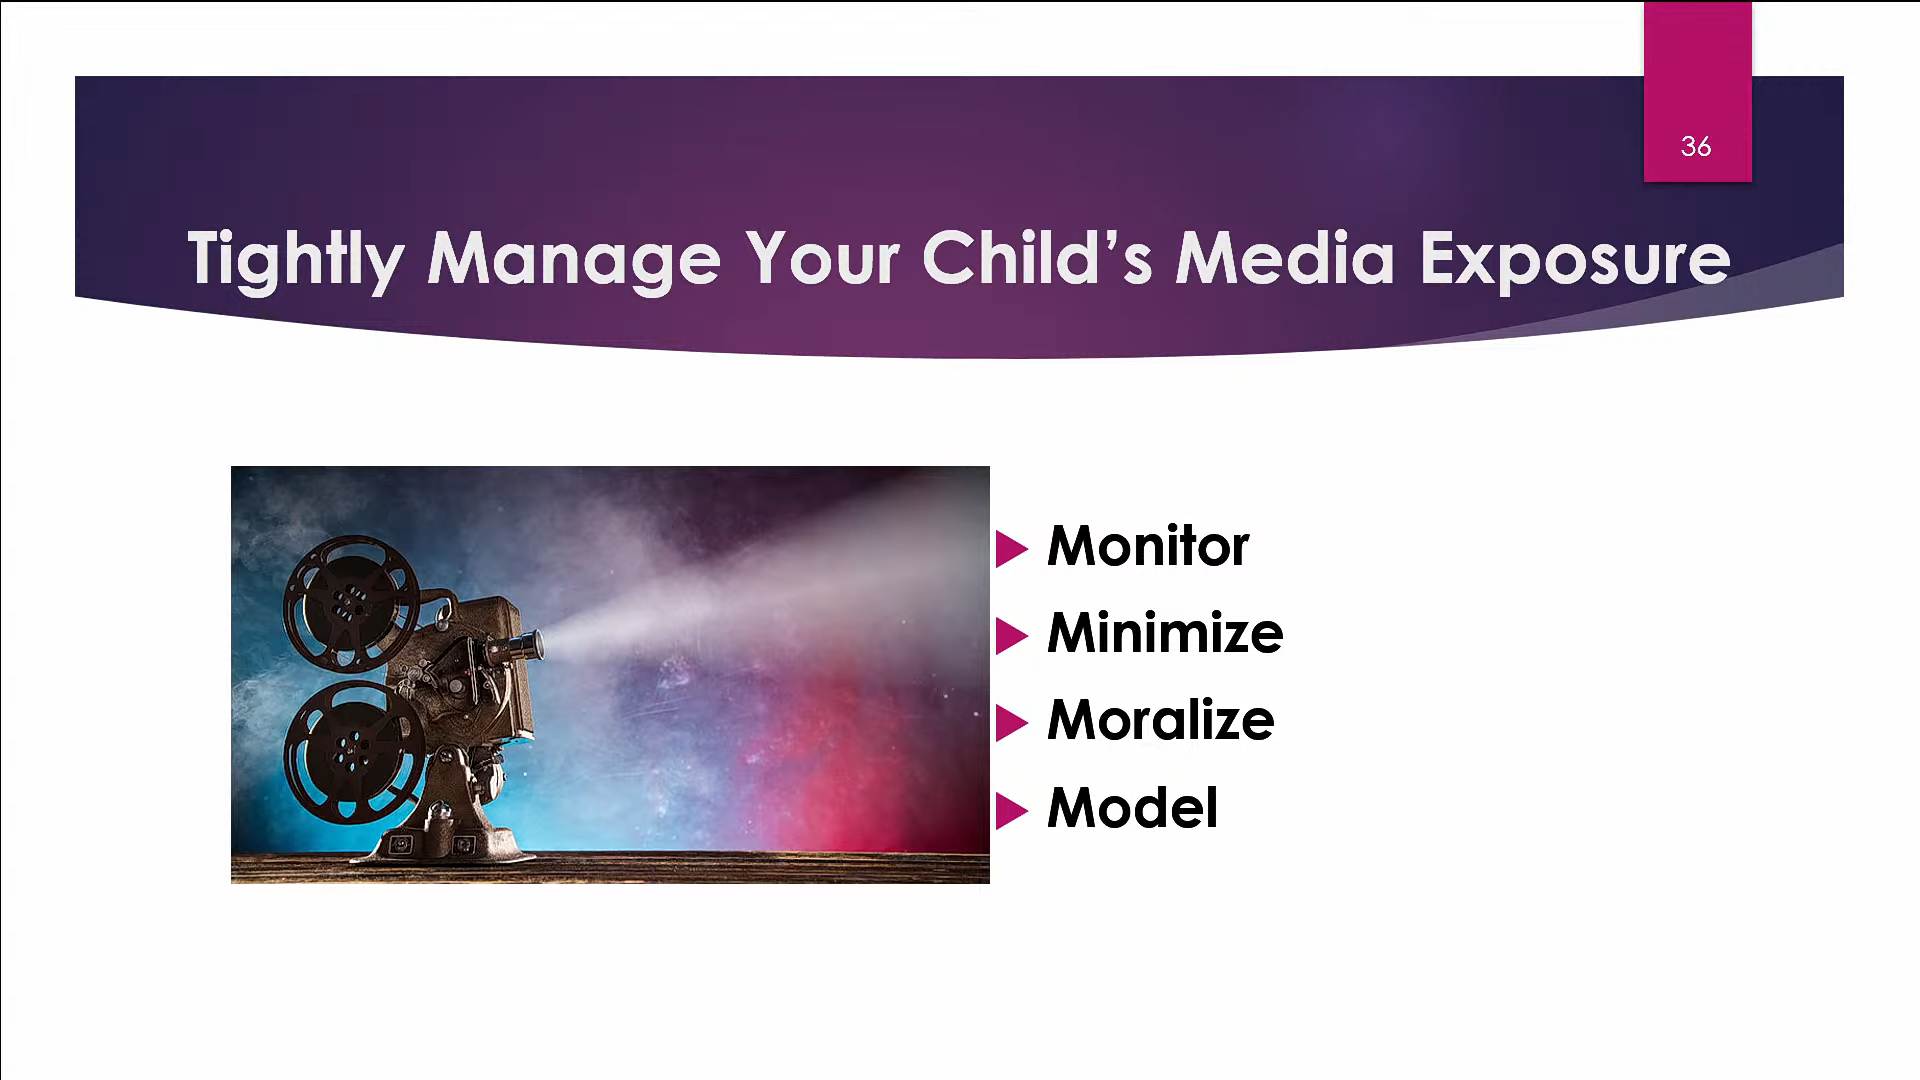 36
Tightly Manage Your Child’s Media Exposure
Monitor
Minimize
Moralize
Model